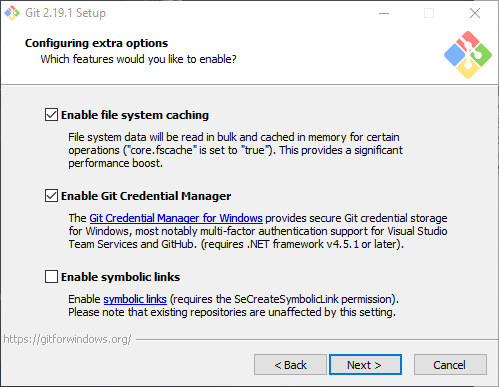 Git 2.19.1 Setup
Configuring extra options
Which features would you like to enable?
Enable file system caching
File system data will be read in bulk and cached in memory for certain
operations ("core.fscache" is set to "true"). This provides a significant
performance boost.
Enable Git Credential Manager
The Git Credential Manager for Windows provides secure Git credential storage
for Windows, most notably multi-factor authentication support for Visual Studio
Team Services and GitHub. (requires .NET framework v4.5.1 or later).
Enable symbolic links
Enable symbolic links (requires the SeCreateSymbolicLink permission).
Please note that existing repositories are unaffected by this setting.
https://gitforwindows.org/
< Back
Next >
Cancel